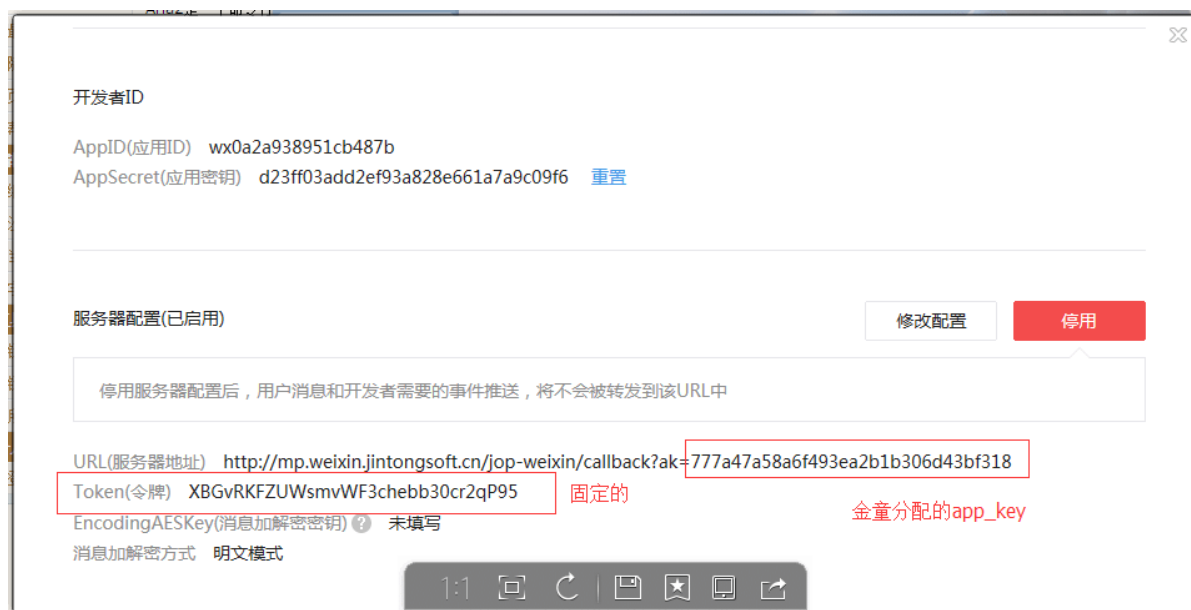 开发者ID
AppID(应用ID) wx0a2a938951cb487b
AppSecret(应用密钥) d23ff03add2ef93a828e661a7a9c09f6 重置
服务器配置(已启用)
修改配置
停用
停用服务器配置后，用户消息和开发者需要的事件推送，将不会被转发到该URL中
URL(服务器地址) http://mp.weixin.jintongsoft.cn/jop-weixin/callback?ak=777a47a58a6f493ea2b1b306d43bf318
Token(令牌) XBGvRKFZUWsmvWF3chebb30cr2qP95
固定的
金童分配的app_key
EncodingAESKey(消息加解密密钥) ? 未填写
消息加解密方式 明文模式
1:1